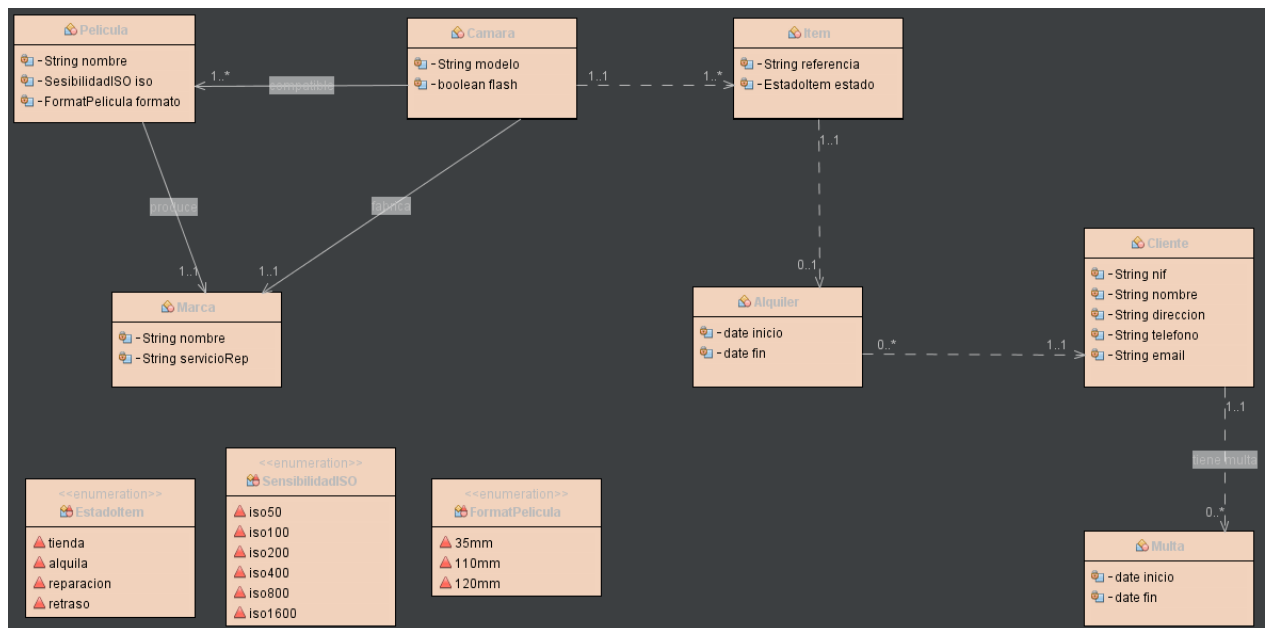 Pelicula
- String nombre
- SesibilidadISO iso
- FormatPelicula formato
Camara
- String modelo
- boolean flash
Item
- String referencia
- EstadoItem estado
1..*
compatible
1..1
1..*
1..1
produce
fabrica
1..1
1..1
0..1
Marca
- String nombre
- String servicioRep
Alquiler
- date inicio
- date fin
0..*
1..1
Cliente
- String nif
- String nombre
- String direccion
- String telefono
- String email
1..1
tiene multa
0..*
<<enumeration>>
EstadoItem
tienda
alquila
reparacion
retraso
<<enumeration>>
SensibilidadISO
iso50
iso100
iso200
iso400
iso800
iso1600
<<enumeration>>
FormatPelicula
35mm
110mm
120mm
Multa
- date inicio
- date fin